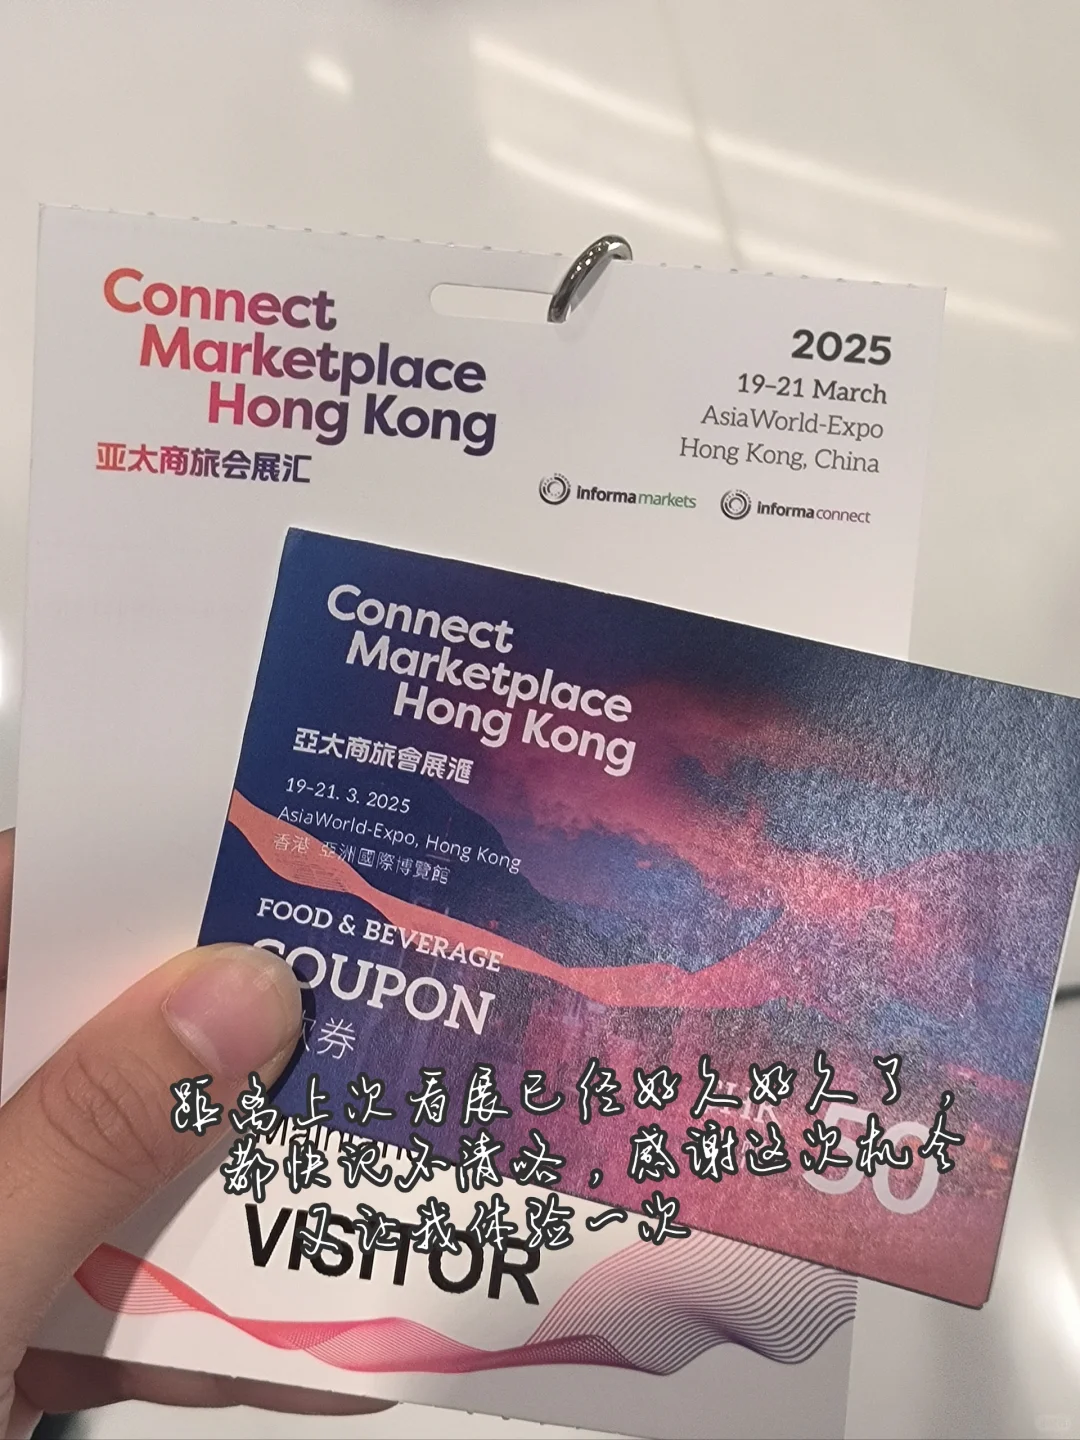 Connect
Marketplace
Hong Kong
亚太商旅会展汇
2025
19–21 March
AsiaWorld-Expo
Hong Kong, China
informa markets
informa connect
Connect
Marketplace
Hong Kong
亞太商旅會展滙
19-21. 3. 2025
AsiaWorld-Expo, Hong Kong
香港 亞洲國際博覽館
FOOD & BEVERAGE
COUPON
券
50
距离上次看展已经好久好久了，
都快记不清咯，感谢这次机会
又让我体验一次
VISITOR